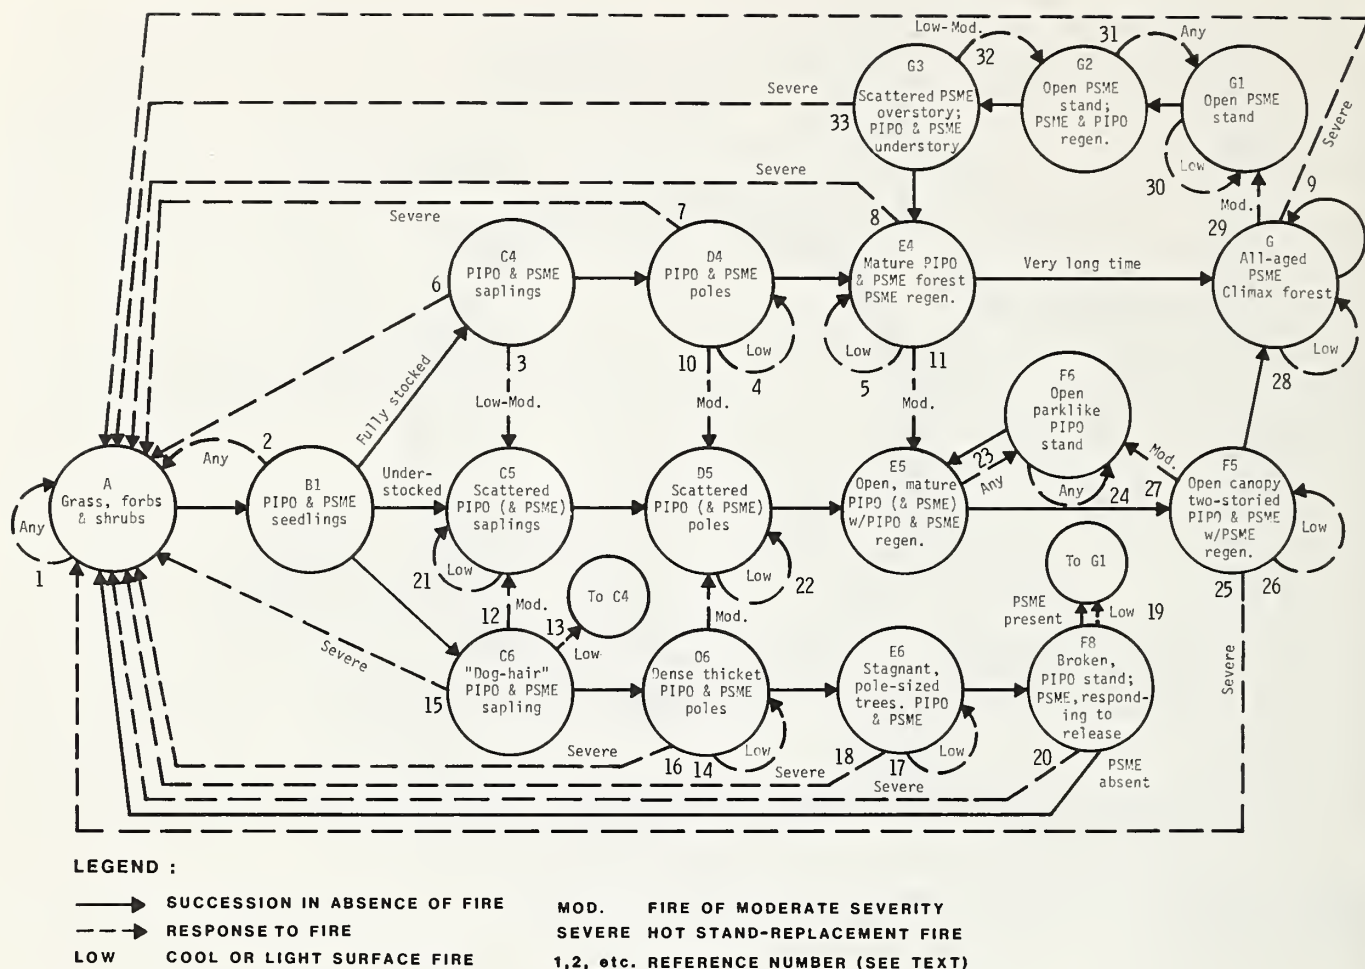 Low-Mod.
32
31
Any
G3
Scattered PSME
overstory;
PIPO & PSME
understory
G2
Open PSME
stand;
PSME & PIPO
regen.
G1
Open PSME
stand
Severe
33
Low
30
Severe
Severe
9
Severe
7
8
Mod.
29
C4
PIPO & PSME
saplings
D4
PIPO & PSME
poles
E4
Mature PIPO
& PSME forest
PSME regen.
Very long time
G
All-aged
PSME
Climax forest
6
3
10
Low
4
Low
5
11
Low
28
Fully stocked
Low-Mod.
Mod.
Mod.
F6
Open
parklike
PIPO
stand
2
Any
A
Grass, forbs
& shrubs
B1
PIPO & PSME
seedlings
Under-
stocked
C5
Scattered
PIPO (& PSME)
saplings
D5
Scattered
PIPO (& PSME)
poles
E5
Open, mature
PIPO (& PSME)
w/PIPO & PSME
regen.
23
Any
Any
24
Mod.
27
F5
Open canopy
two-storied
PIPO & PSME
w/PSME
regen.
Any
1
21
Low
Low
22
Low
25
26
To G1
12
Mod.
13
To C4
Mod.
PSME
present
Low
19
Severe
15
C6
"Dog-hair"
PIPO & PSME
sapling
Low
O6
Dense thicket
PIPO & PSME
poles
E6
Stagnant,
pole-sized
trees. PIPO
& PSME
F8
Broken,
PIPO stand;
PSME, respond-
ing to
release
Severe
Severe
16
14
Low
Severe
18
17
Low
Severe
20
PSME
absent
LEGEND :
SUCCESSION IN ABSENCE OF FIRE
RESPONSE TO FIRE
LOW COOL OR LIGHT SURFACE FIRE
MOD. FIRE OF MODERATE SEVERITY
SEVERE HOT STAND-REPLACEMENT FIRE
1,2, etc. REFERENCE NUMBER (SEE TEXT)